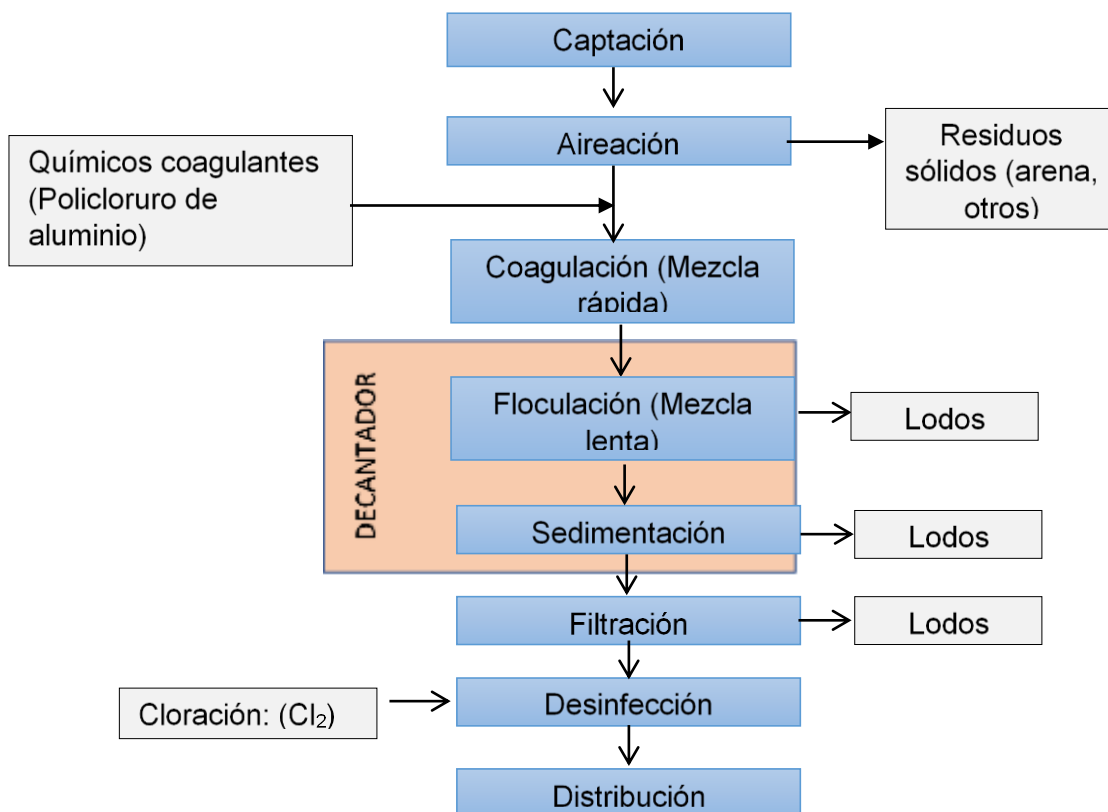 Captación
Aireación
Residuos
sólidos (arena,
otros)
Químicos coagulantes
(Policloruro de
aluminio)
Coagulación (Mezcla
rápida)
DECANTADOR
Floculación (Mezcla
lenta)
Lodos
Sedimentación
Lodos
Filtración
Lodos
Cloración: (Cl₂)
Desinfección
Distribución